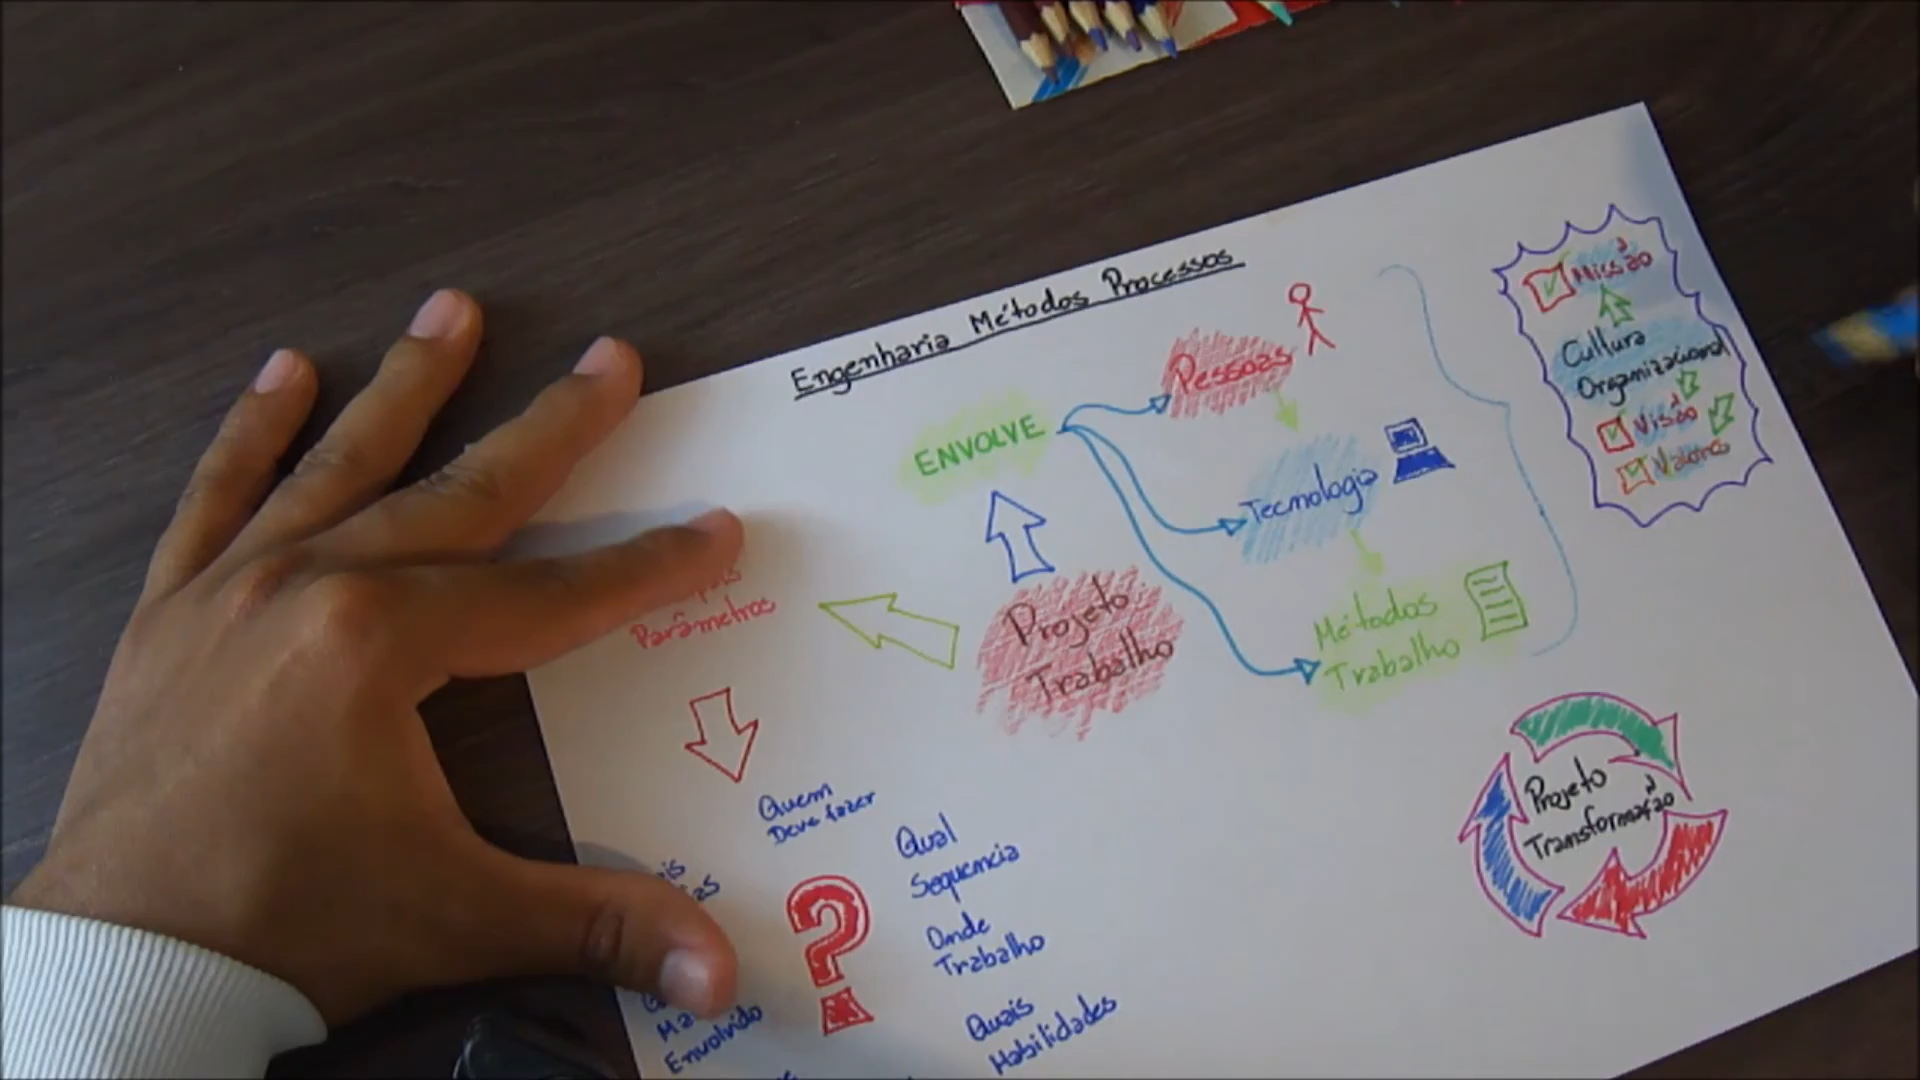 Engenharia Métodos Processos
ENVOLVE
Pessoas
Tecnologia
Métodos
Trabalho
Missão
Cultura
Organizacional
Visão
Valores
Projeto
Trabalho
Parâmetros
Quem
Deve fazer
Qual
Sequencia
Onde
Trabalho
Quais
Habilidades
Envolvido
Projeto
Transformação